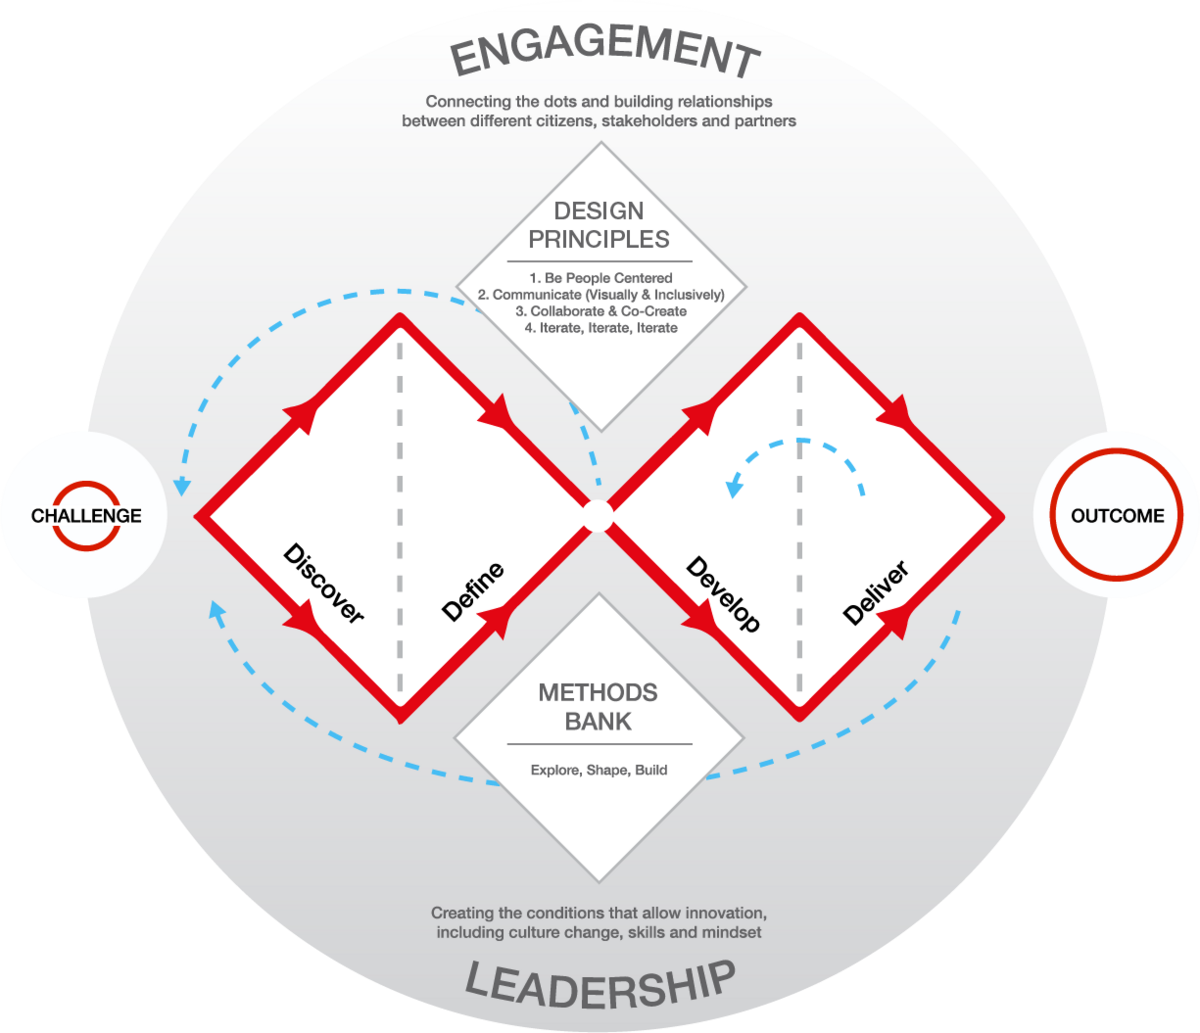 ENGAGEMENT
Connecting the dots and building relationships
between different citizens, stakeholders and partners
DESIGN
PRINCIPLES
1. Be People Centered
2. Communicate (Visually & Inclusively)
3. Collaborate & Co-Create
4. Iterate, Iterate, Iterate
CHALLENGE
OUTCOME
Discover
Define
Develop
Deliver
METHODS
BANK
Explore, Shape, Build
Creating the conditions that allow innovation,
including culture change, skills and mindset
LEADERSHIP